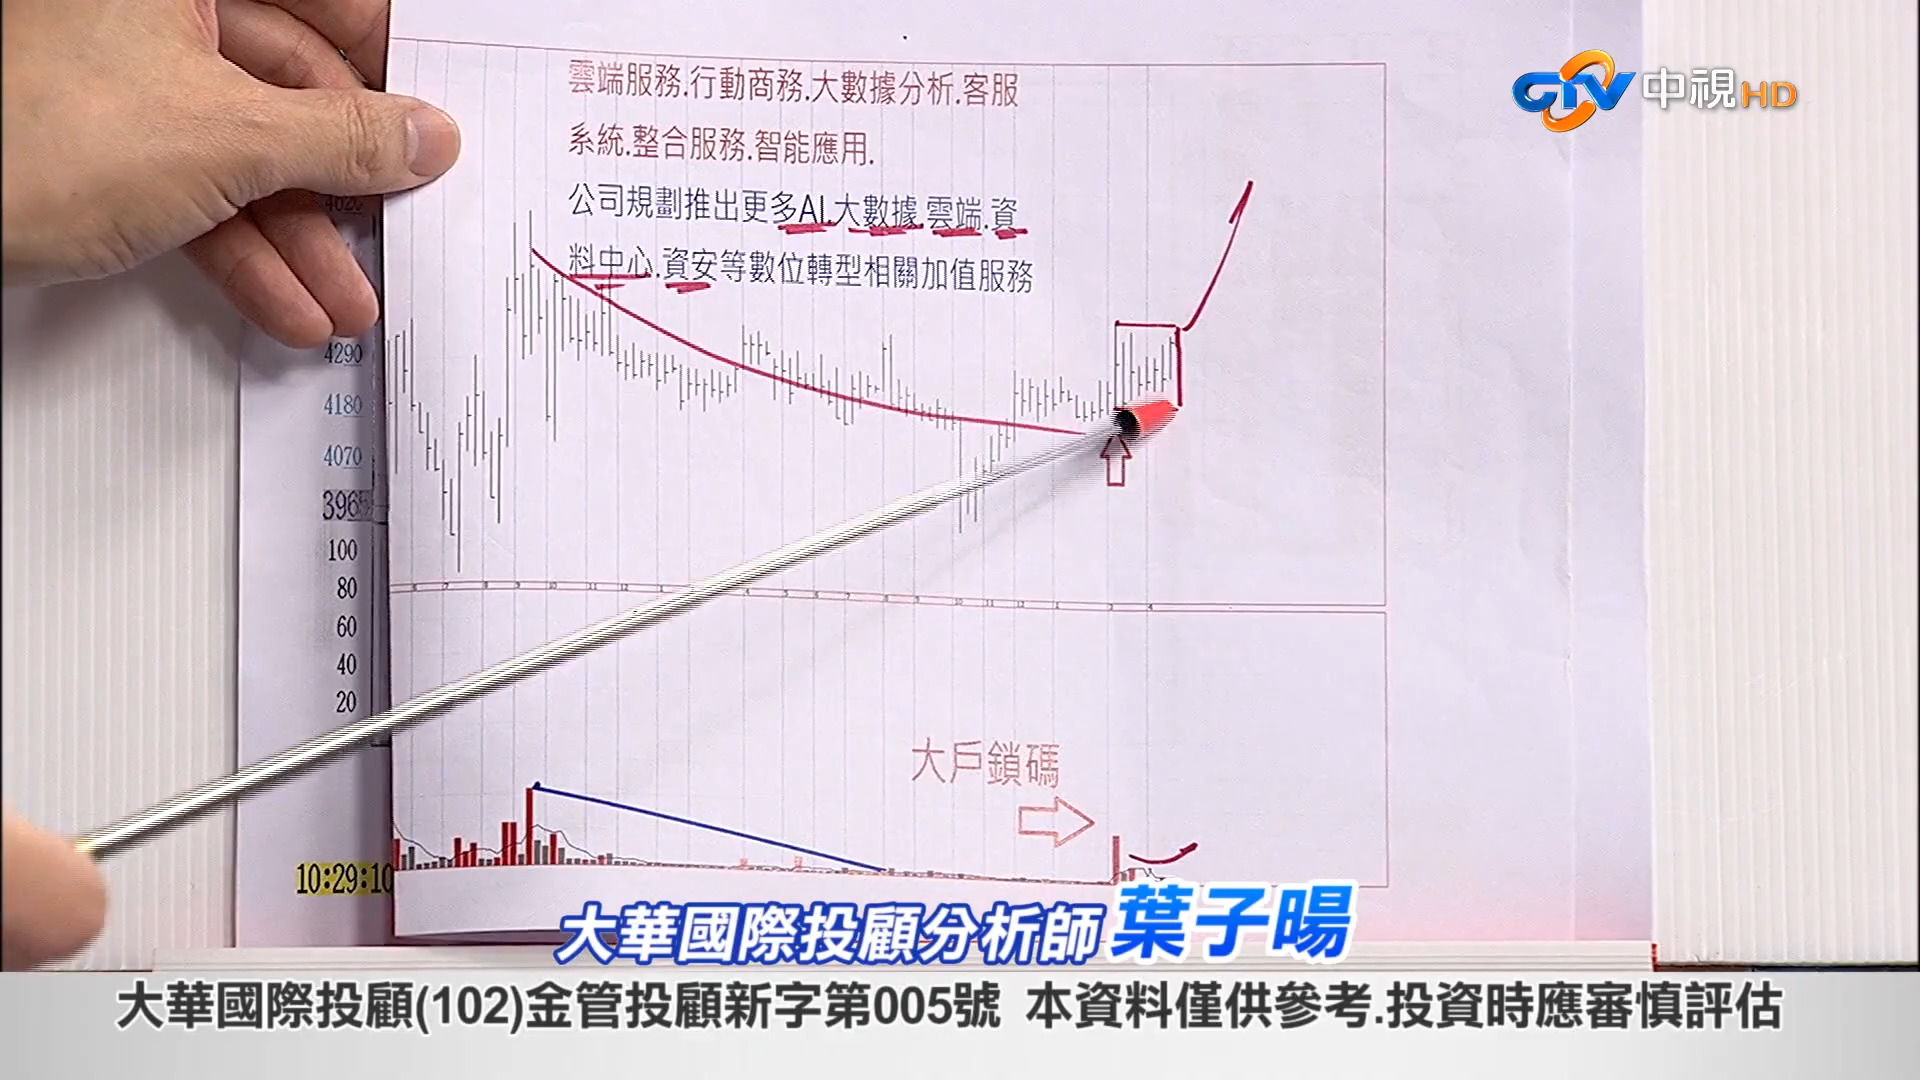 雲端服務.行動商務.大數據分析.客服
系統.整合服務.智能應用.
公司規劃推出更多AI.大數據.雲端.資
料中心.資安等數位轉型相關加值服務
CTV 中視HD
4290
4180
4070
3965
100
80
60
40
20
大戶鎖碼
10:29:10
大華國際投顧分析師 葉子暘
大華國際投顧(102)金管投顧新字第005號 本資料僅供參考.投資時應審慎評估